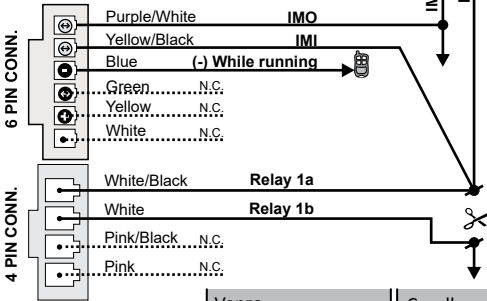 6 PIN CONN.
Purple/White IMO
Yellow/Black IMI
Blue (-) While running
Green N.C.
Yellow N.C.
White N.C.
4 PIN CONN.
White/Black Relay 1a
White Relay 1b
Pink/Black N.C.
Pink N.C.